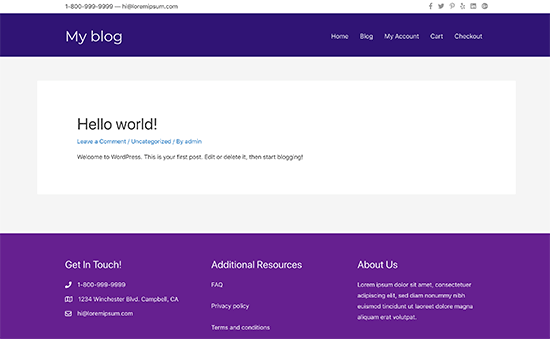 1-800-999-9999 — hi@loremipsum.com
My blog
Home Blog My Account Cart Checkout
Hello world!
Leave a Comment / Uncategorized / By admin
Welcome to WordPress. This is your first post. Edit or delete it, then start blogging!
Get In Touch!
1-800-999-9999
1234 Winchester Blvd. Campbell, CA
hi@loremipsum.com
Additional Resources
FAQ
Privacy policy
Terms and conditions
About Us
Lorem ipsum dolor sit amet, consectetuer
adipiscing elit, sed diam nonummy nibh
euismod tincidunt ut laoreet dolore magna
aliquam erat volutpat.